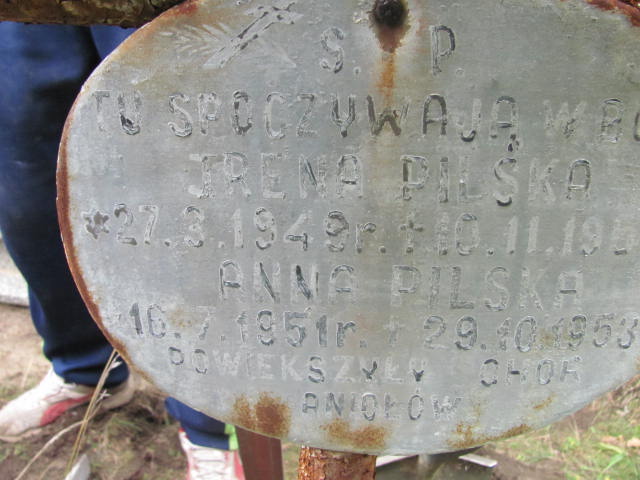 Ś. P.
TU SPOCZYWAJĄ W BO
IRENA PILSKA
*27.3.1949r. † 10.11.195
ANNA PILSKA
*16.7.1951r. † 29.10.1953
POWIĘKSZYŁY CHÓR
ANIOŁÓW